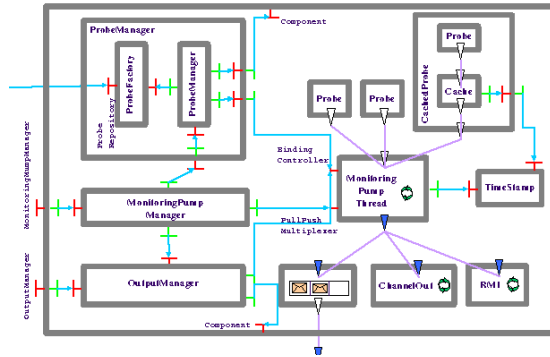 Component
ProbeManager
ProbeFactory
ProbeManager
Probe
Repository
Probe
Cache
CachedProbe
Probe
Probe
Binding
Controller
MonitoringPumpManager
MonitoringPump
Manager
Monitoring
Pump
Thread
TimeStamp
PullPush
Multiplexer
OutputManager
OutputManager
ChannelOut
RMI
Component